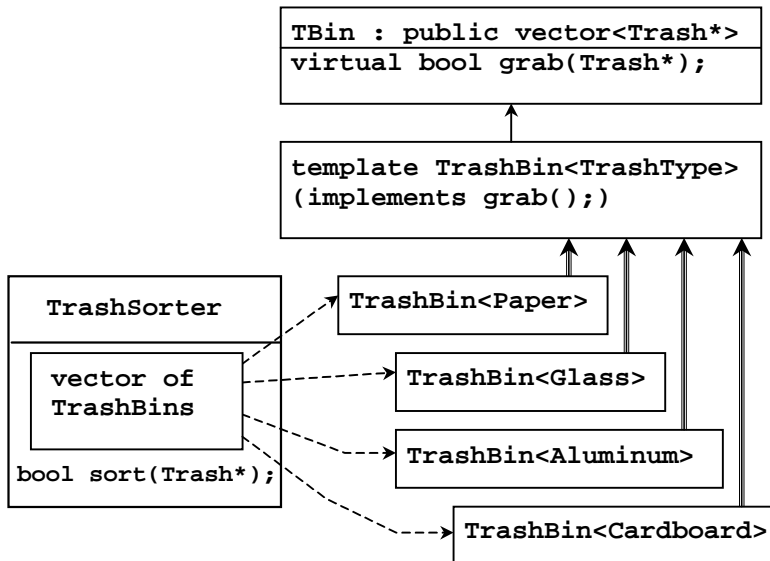 TBin : public vector<Trash*>
virtual bool grab(Trash*);
template TrashBin<TrashType>
(implements grab();)
TrashSorter
vector of
TrashBins
bool sort(Trash*);
TrashBin<Paper>
TrashBin<Glass>
TrashBin<Aluminum>
TrashBin<Cardboard>